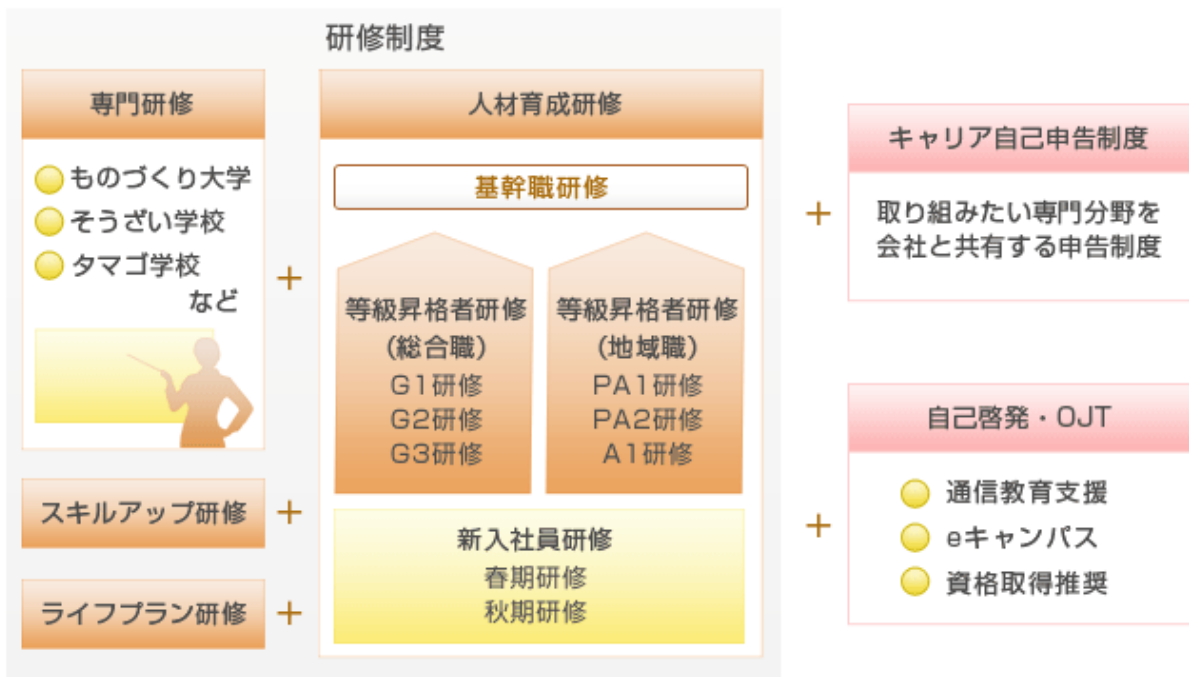 研修制度
専門研修
ものづくり大学
そうざい学校
タマゴ学校
など
+
スキルアップ研修
+
ライフプラン研修
+
人材育成研修
基幹職研修
等級昇格者研修
(総合職)
G1研修
G2研修
G3研修
等級昇格者研修
(地域職)
PA1研修
PA2研修
A1研修
新入社員研修
春期研修
秋期研修
+
キャリア自己申告制度
取り組みたい専門分野を
会社と共有する申告制度
+
自己啓発・OJT
通信教育支援
eキャンパス
資格取得推奨